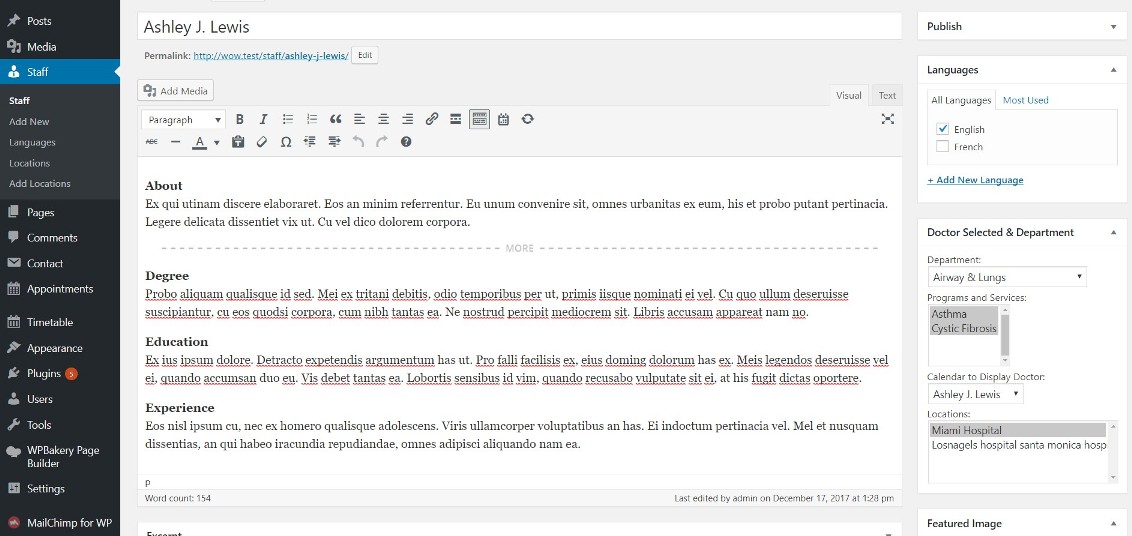 Posts
Media
Staff
Staff
Add New
Languages
Locations
Add Locations
Pages
Comments
Contact
Appointments
Timetable
Appearance
Plugins 5
Users
Tools
WPBakery Page
Builder
Settings
MailChimp for WP
Ashley J. Lewis
Permalink: http://wow.test/staff/ashley-j-lewis/ Edit
Add Media
Visual Text
Paragraph B I
ABC A
About
Ex qui utinam discere elaboraret. Eos an minim referrentur. Eu unum convenire sit, omnes urbanitas ex eum, his et probo putant pertinacia.
Legere delicata dissentiet vix ut. Cu vel dico dolorem corpora.
MORE
Degree
Probo aliquam qualisque id sed. Mei ex tritani debitis, odio temporibus per ut, primis iisque nominati ei vel. Cu quo ullum deseruisse
suscipiantur, cu eos quodsi corpora, cum nibh tantas ea. Ne nostrud percipit mediocrem sit. Libris accusam appareat nam no.
Education
Ex ius ipsum dolore. Detracto expetendis argumentum has ut. Pro falli facilisis ex, eius doming dolorum has ex. Meis legendos deseruisse vel
ei, quando accumsan duo eu. Vis debet tantas ea. Lobortis sensibus id vim, quando recusabo vulputate sit ei, at his fugit dictas oportere.
Experience
Eos nisl ipsum cu, nec ex homero qualisque adolescens. Viris ullamcorper voluptatibus an has. Ei indoctum pertinacia vel. Mel et nusquam
dissentias, an qui habeo iracundia repudiandae, omnes adipisci aliquando nam ea.
p
Word count: 154
Last edited by admin on December 17, 2017 at 1:28 pm
Excerpt
Publish
Languages
All Languages Most Used
English
French
+ Add New Language
Doctor Selected & Department
Department:
Airway & Lungs
Programs and Services:
Asthma
Cystic Fibrosis
Calendar to Display Doctor:
Ashley J. Lewis
Locations:
Miami Hospital
Losnagels hospital santa monica hosp
Featured Image